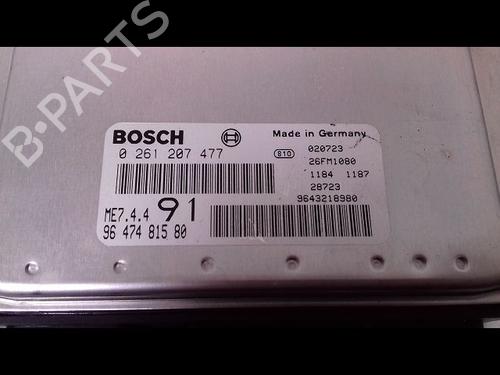 BOSCH
Made in Germany
0 261 207 477
810
020723
26FM1080
1184 1187
28723
9643218980
ME7.4.4 91
96 474 815 80
B-PARTS